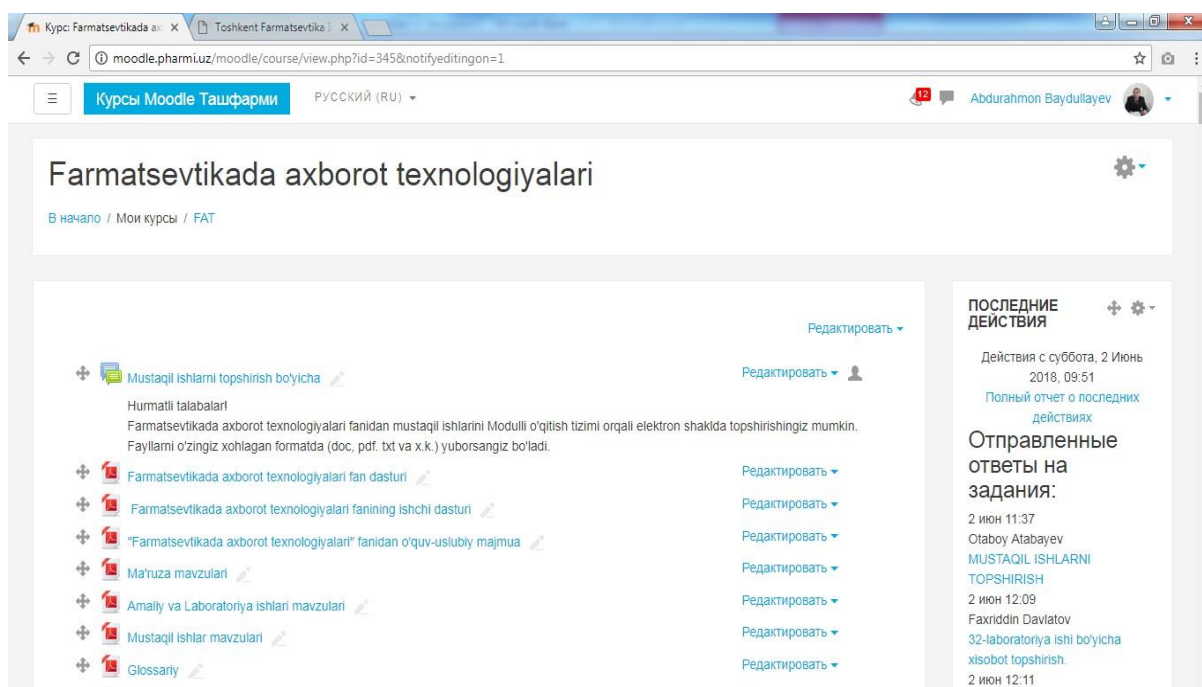 Курс: Farmatsevtikada ax
Toshkent Farmatsevtika I
moodle.pharmi.uz/moodle/course/view.php?id=345&notifyeditingon=1
Курсы Moodle Ташфарми
РУССКИЙ (RU)
12
Abdurahmon Baydullayev
Farmatsevtikada axborot texnologiyalari
В начало / Мои курсы / FAT
Редактировать
Mustaqil ishlarni topshirish bo'yicha
Редактировать
Hurmatli talabalar!
Farmatsevtikada axborot texnologiyalari fanidan mustaqil ishlarini Modulli o'qitish tizimi orqali elektron shaklda topshirishingiz mumkin.
Fayllarni o'zingiz xohlagan formatda (doc, pdf. txt va x.k.) yuborsangiz bo'ladi.
Farmatsevtikada axborot texnologiyalari fan dasturi
Редактировать
Farmatsevtikada axborot texnologiyalari fanining ishchi dasturi
Редактировать
"Farmatsevtikada axborot texnologiyalari" fanidan o'quv-uslubiy majmua
Редактировать
Ma'ruza mavzulari
Редактировать
Amaliy va Laboratoriya ishlari mavzulari
Редактировать
Mustaqil ishlar mavzulari
Редактировать
Glossariy
Редактировать
ПОСЛЕДНИЕ
ДЕЙСТВИЯ
Действия с суббота, 2 Июнь
2018, 09:51
Полный отчет о последних
действиях
Отправленные
ответы на
задания:
2 июн 11:37
Otaboy Atabayev
MUSTAQIL ISHLARNI
TOPSHIRISH
2 июн 12:09
Faxriddin Davlatov
32-laboratoriya ishi bo'yicha
xisobot topshirish.
2 июн 12:11